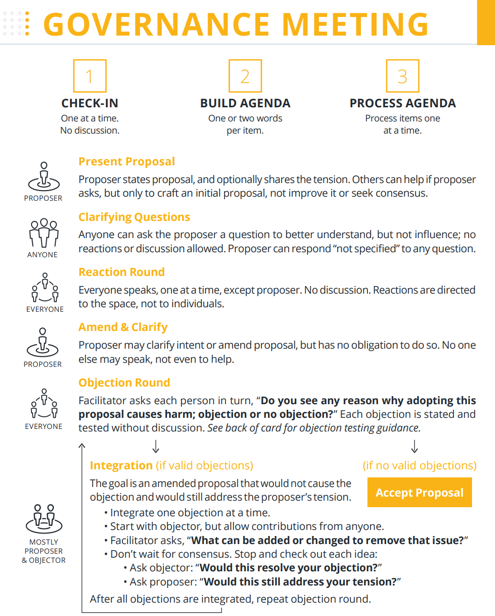 GOVERNANCE MEETING
1
2
3
CHECK-IN
BUILD AGENDA
PROCESS AGENDA
One at a time.
No discussion.
One or two words
per item.
Process items one
at a time.
Present Proposal
Proposer states proposal, and optionally shares the tension. Others can help if proposer
asks, but only to craft an initial proposal, not improve it or seek consensus.
PROPOSER
Clarifying Questions
Anyone can ask the proposer a question to better understand, but not influence; no
reactions or discussion allowed. Proposer can respond “not specified” to any question.
ANYONE
Reaction Round
Everyone speaks, one at a time, except proposer. No discussion. Reactions are directed
to the space, not to individuals.
EVERYONE
Amend & Clarify
Proposer may clarify intent or amend proposal, but has no obligation to do so. No one
else may speak, not even to help.
PROPOSER
Objection Round
Facilitator asks each person in turn, “Do you see any reason why adopting this
proposal causes harm; objection or no objection?” Each objection is stated and
tested without discussion. See back of card for objection testing guidance.
EVERYONE
Integration (if valid objections)
The goal is an amended proposal that would not cause the
objection and would still address the proposer’s tension.
• Integrate one objection at a time.
• Start with objector, but allow contributions from anyone.
• Facilitator asks, “What can be added or changed to remove that issue?”
• Don’t wait for consensus. Stop and check out each idea:
• Ask objector: “Would this resolve your objection?”
• Ask proposer: “Would this still address your tension?”
After all objections are integrated, repeat objection round.
MOSTLY
PROPOSER
& OBJECTOR
(if no valid objections)
Accept Proposal